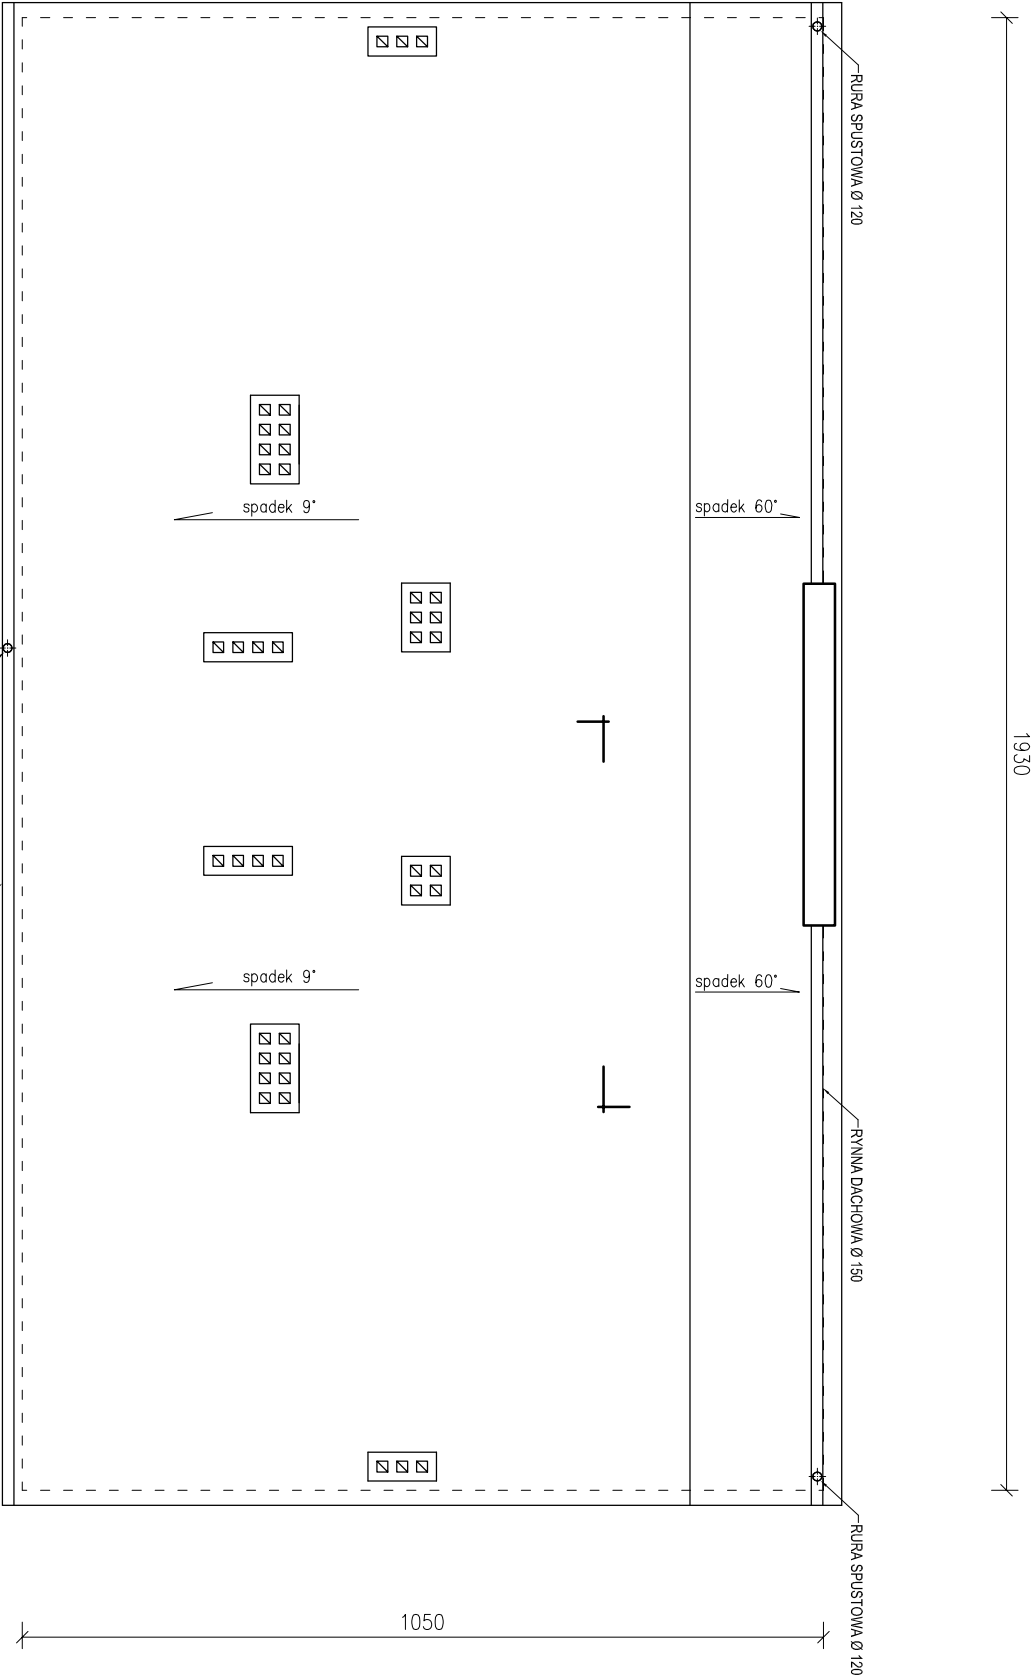 RURA SPUSTOWA Ø 120
spadek 9°
spadek 60°
1930
spadek 9°
spadek 60°
RYNNA DACHOWA Ø 150
RURA SPUSTOWA Ø 120
1050